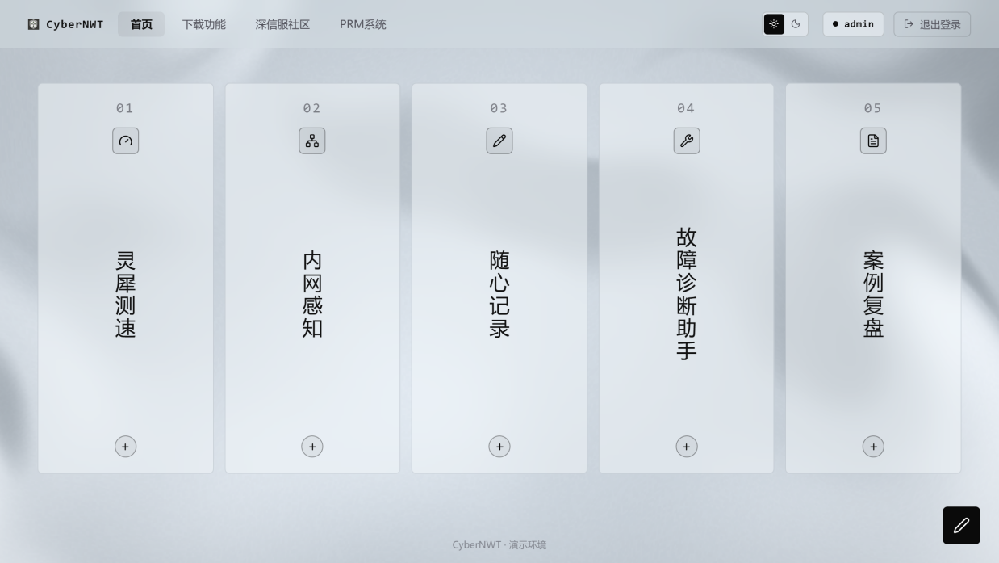 CyberNWT
首页
下载功能
深信服社区
PRM系统
admin
退出登录
01
灵犀测速
02
内网感知
03
随心记录
04
故障诊断助手
05
案例复盘
CyberNWT · 演示环境